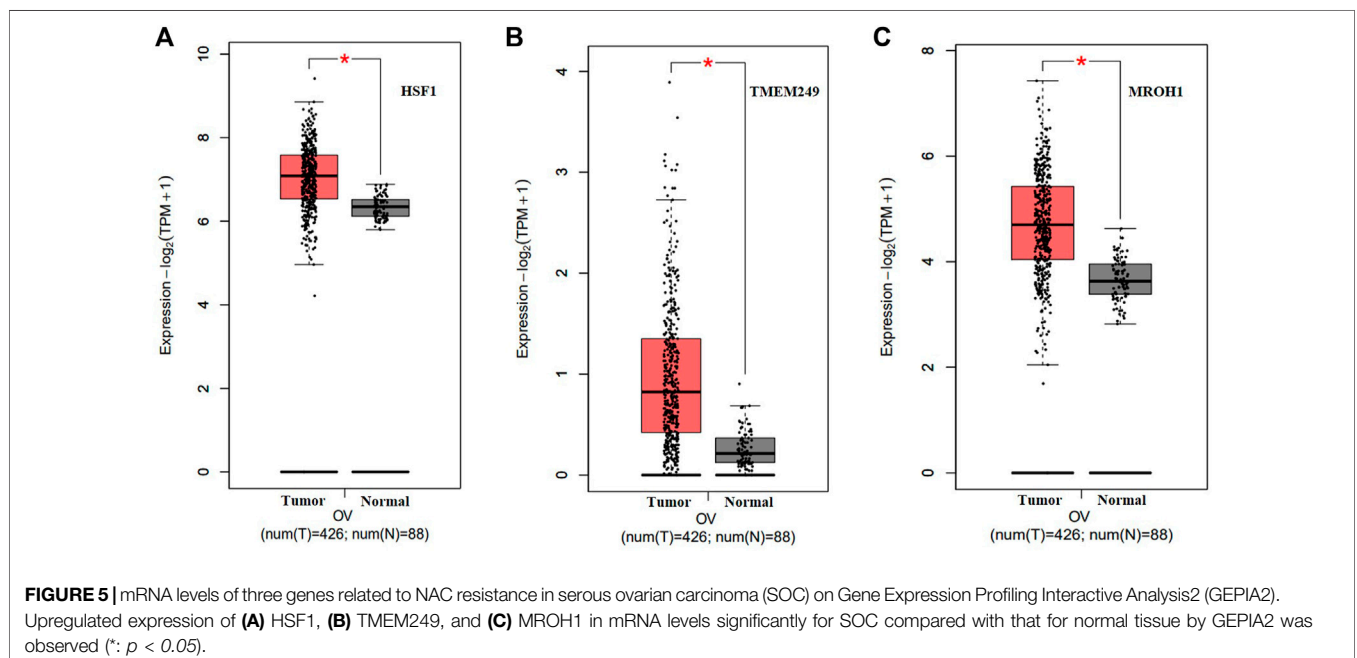 A
B
C
10
8
6
4
2
0
Expression – log2(TPM + 1)
*
HSF1
Tumor
Normal
OV
(num(T)=426; num(N)=88)
4
3
2
1
0
Expression – log2(TPM + 1)
*
TMEM249
Tumor
Normal
OV
(num(T)=426; num(N)=88)
8
6
4
2
0
Expression – log2(TPM + 1)
*
MROH1
Tumor
Normal
OV
(num(T)=426; num(N)=88)
FIGURE 5 | mRNA levels of three genes related to NAC resistance in serous ovarian carcinoma (SOC) on Gene Expression Profiling Interactive Analysis2 (GEPIA2).
Upregulated expression of (A) HSF1, (B) TMEM249, and (C) MROH1 in mRNA levels significantly for SOC compared with that for normal tissue by GEPIA2 was
observed (*: p < 0.05).